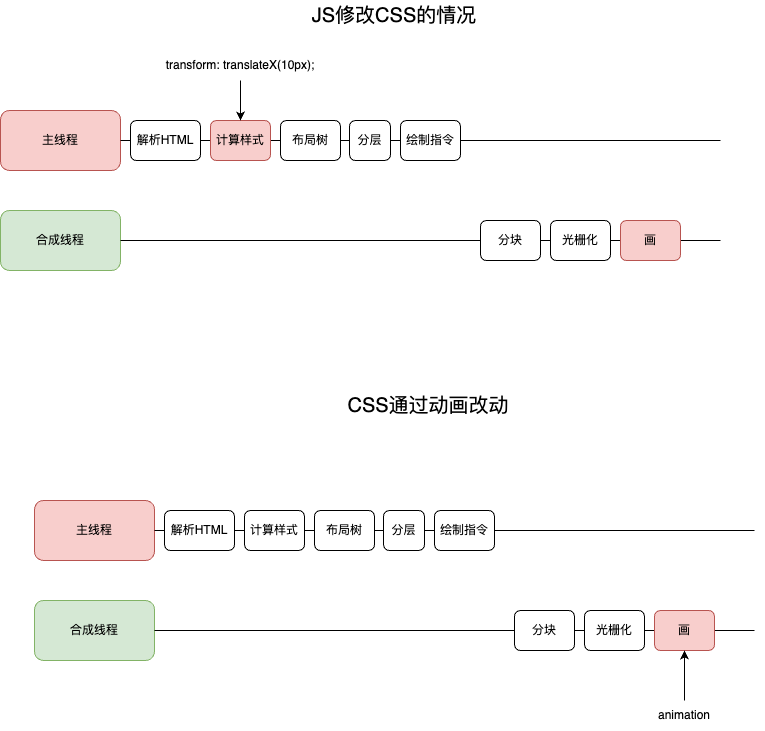 JS修改CSS的情况
transform: translateX(10px);
主线程
解析HTML
计算样式
布局树
分层
绘制指令
合成线程
分块
光栅化
画
CSS通过动画改动
主线程
解析HTML
计算样式
布局树
分层
绘制指令
合成线程
分块
光栅化
画
animation